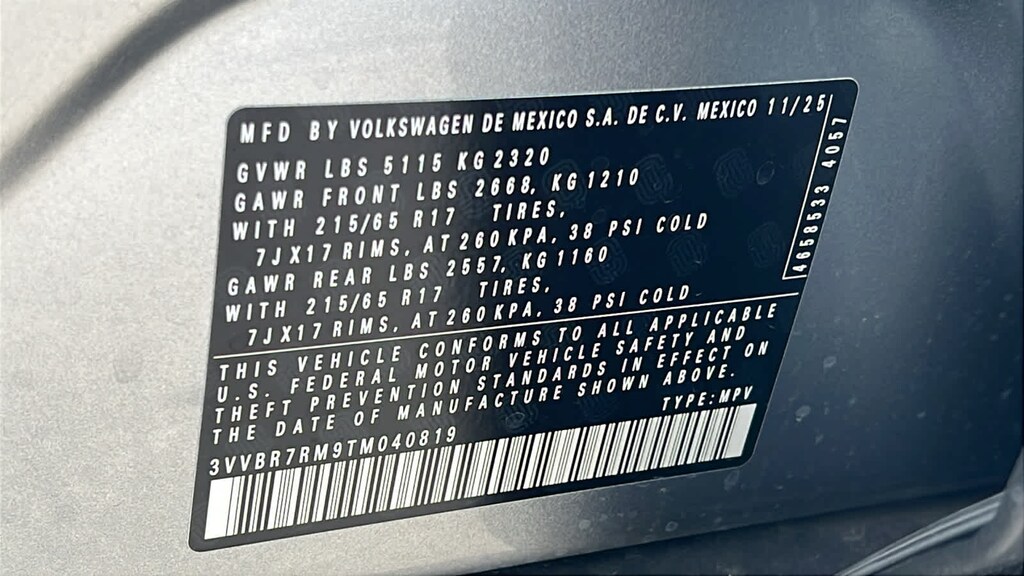 MFD BY VOLKSWAGEN DE MEXICO S.A. DE C.V. MEXICO 11/25
GVWR LBS 5115 KG 2320
GAWR FRONT LBS 2668, KG 1210
WITH 215/65 R17 TIRES,
7J X17 RIMS, AT 260 KPA, 38 PSI COLD
GAWR REAR LBS 2557, KG 1160
WITH 215/65 R17 TIRES,
7J X17 RIMS, AT 260 KPA, 38 PSI COLD
4658533 4057
THIS VEHICLE CONFORMS TO ALL APPLICABLE
U.S. FEDERAL MOTOR VEHICLE SAFETY AND
THEFT PREVENTION STANDARDS IN EFFECT ON
THE DATE OF MANUFACTURE SHOWN ABOVE.
TYPE: MPV
3VVBR7RM9TM040819